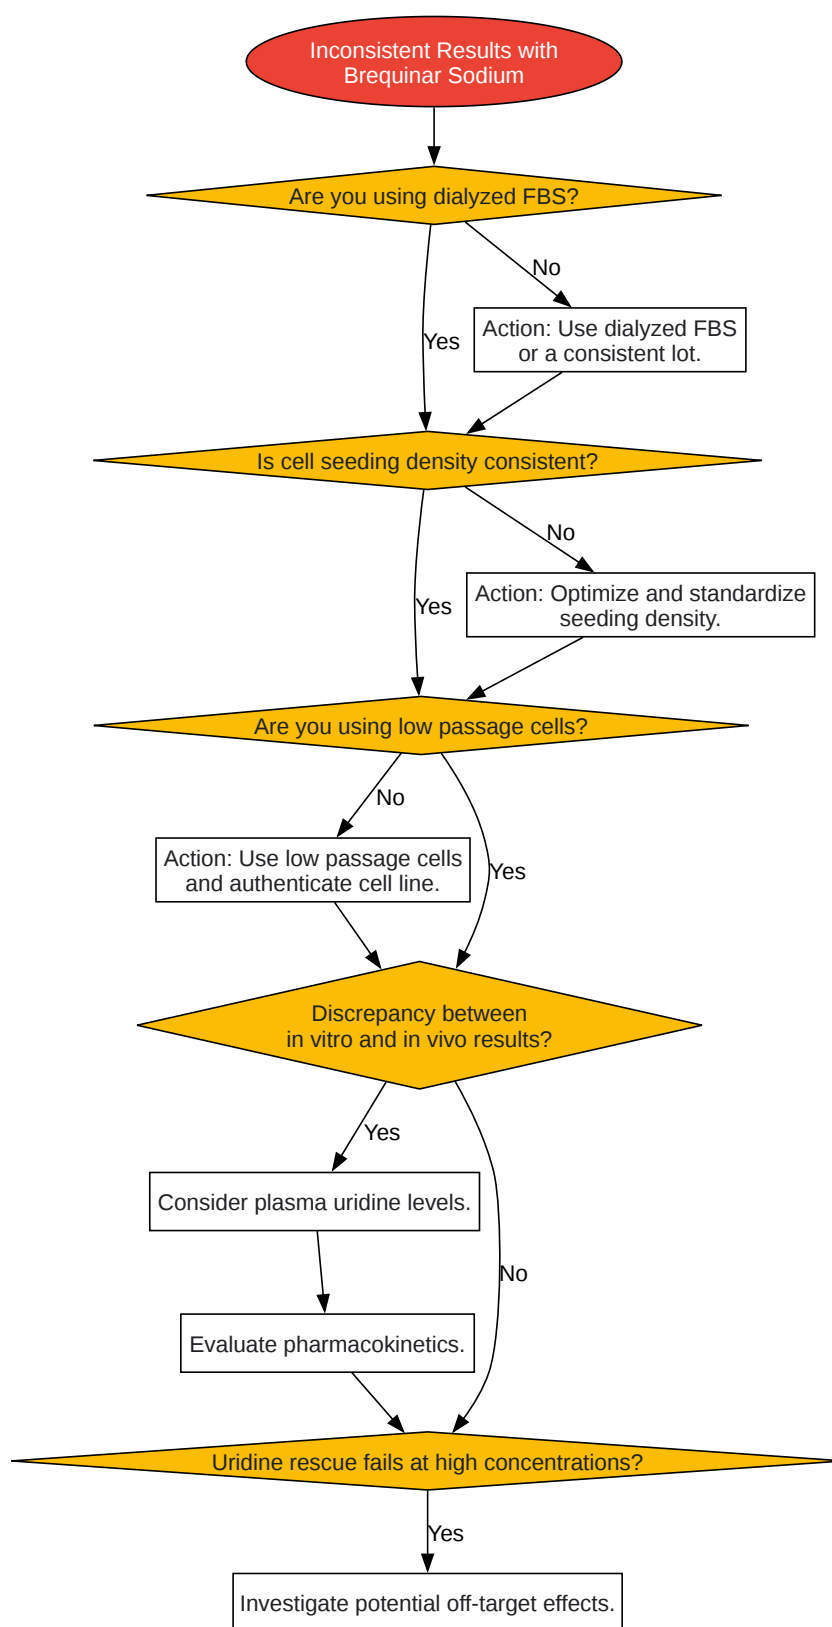 Inconsistent Results with
Brequinar Sodium
Are you using dialyzed FBS?
No
Yes
Action: Use dialyzed FBS
or a consistent lot.
Is cell seeding density consistent?
No
Yes
Action: Optimize and standardize
seeding density.
Are you using low passage cells?
No
Action: Use low passage cells
and authenticate cell line.
Yes
Discrepancy between
in vitro and in vivo results?
Yes
Consider plasma uridine levels.
No
Evaluate pharmacokinetics.
Uridine rescue fails at high concentrations?
Yes
Investigate potential off-target effects.